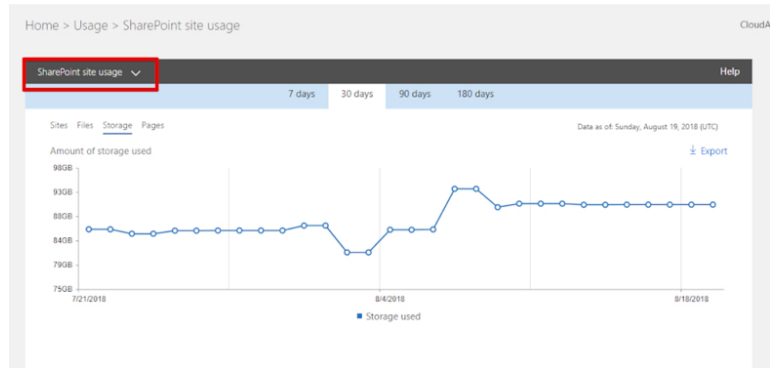 Home > Usage > SharePoint site usage
CloudA
SharePoint site usage
Help
7 days 30 days 90 days 180 days
Sites Files Storage Pages
Data as of: Sunday, August 19, 2018 (UTC)
Amount of storage used
Export
98GB
93GB
88GB
84GB
79GB
75GB
7/21/2018 8/4/2018 8/18/2018
Storage used